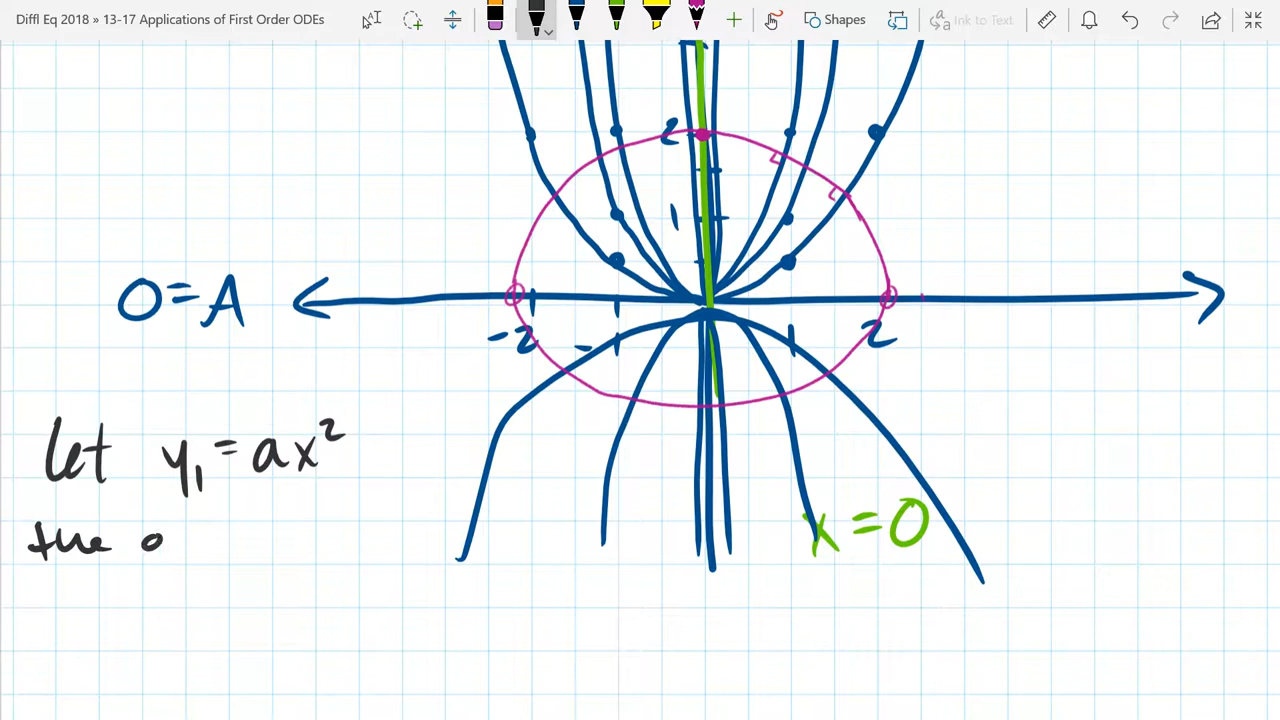 Diffl Eq 2018 » 13-17 Applications of First Order ODEs
Shapes
Ink to Text
2
1
0 = A
-2
-1
1
2
let y₁ = ax²
x = 0
the o